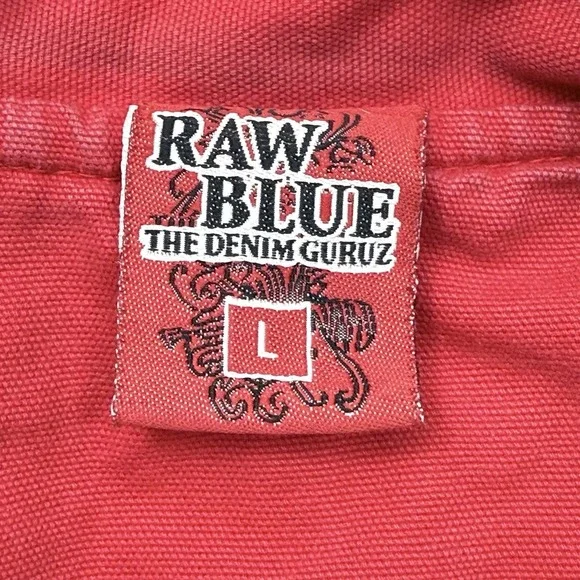 RAW
BLUE
THE DENIM GURUZ
L